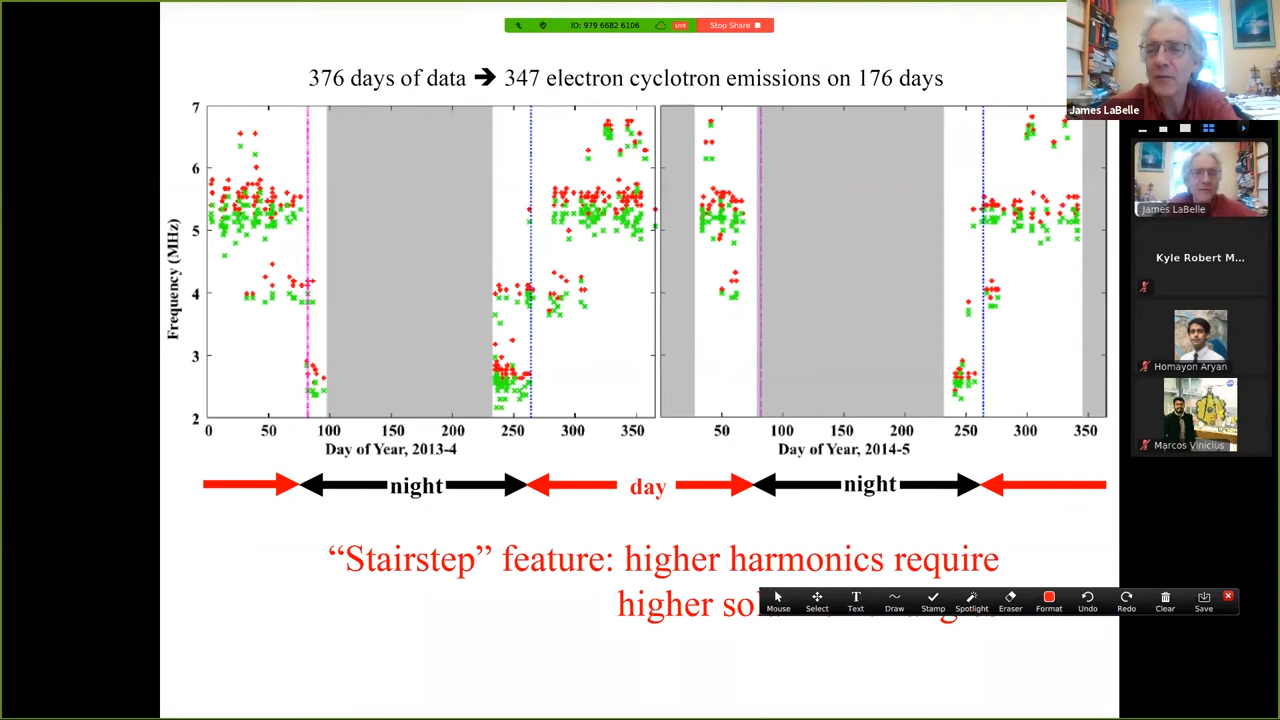 ID: 979 6682 6106
LIVE
Stop Share
376 days of data ➔ 347 electron cyclotron emissions on 176 days
James LaBelle
James LaBelle
Kyle Robert M...
Homayon Aryan
Marcos Vinicius
Frequency (MHz)
7
6
5
4
3
2
0 50 100 150 200 250 300 350 50 100 150 200 250 300 350
Day of Year, 2013-4 Day of Year, 2014-5
night day night
“Stairstep” feature: higher harmonics require
higher
Mouse Select Text Draw Stamp Spotlight Eraser Format Undo Redo Clear Save